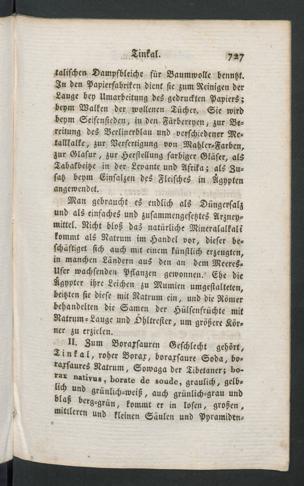 Tinkal. 727
talischen Dampfbleiche für Baumwolle benutzt.
In den Papierfabriken dient sie zum Reinigen der
Lauge bey Umarbeitung des gedruckten Papiers;
beym Walken der wollenen Tücher. Sie wird
beym Seifensieden, in den Färbereyen, zur Be-
reitung des Berlinerblau und verschiedener Me-
tallkalke, zur Verfertigung von Mahler-Farben,
zur Glasur, zur Herstellung farbiger Gläser, als
Tabakbeitze in der Levante und Afrika; als Zu-
satz beym Einsalzen des Fleisches in Ägypten
angewendet.
Man gebraucht es endlich als Düngersalz
und als einfaches und zusammengesetztes Arzney-
mittel. Nicht bloß das natürliche Mineralalkali
kommt als Natrum im Handel vor, dieser be-
schäftiget sich auch mit einem künstlich erzeugten,
in manchen Ländern aus den an dem Meeres-
Ufer wachsenden Pflanzen gewonnen. Ehe die
Ägypter ihre Leichen zu Mumien umgestalteten,
beitzten sie diese mit Natrum ein, und die Römer
behandelten die Samen der Hülsenfrüchte mit
Natrum-Lauge und Öhltrester, um größere Kör-
ner zu erzielen.
II. Zum Boraxsauren Geschlecht gehört,
Tinkal, roher Borax, boraxsaure Soda, bo-
raxsaures Natrum, Sowaga der Tibetaner; bo-
rax nativus, borate de soude, graulich, gelb-
lich und grünlich-weiß, auch grünlich-grau und
blaß berg-grün, kommt er in losen, großen,
mittleren und kleinen Säulen und Pyramiden-